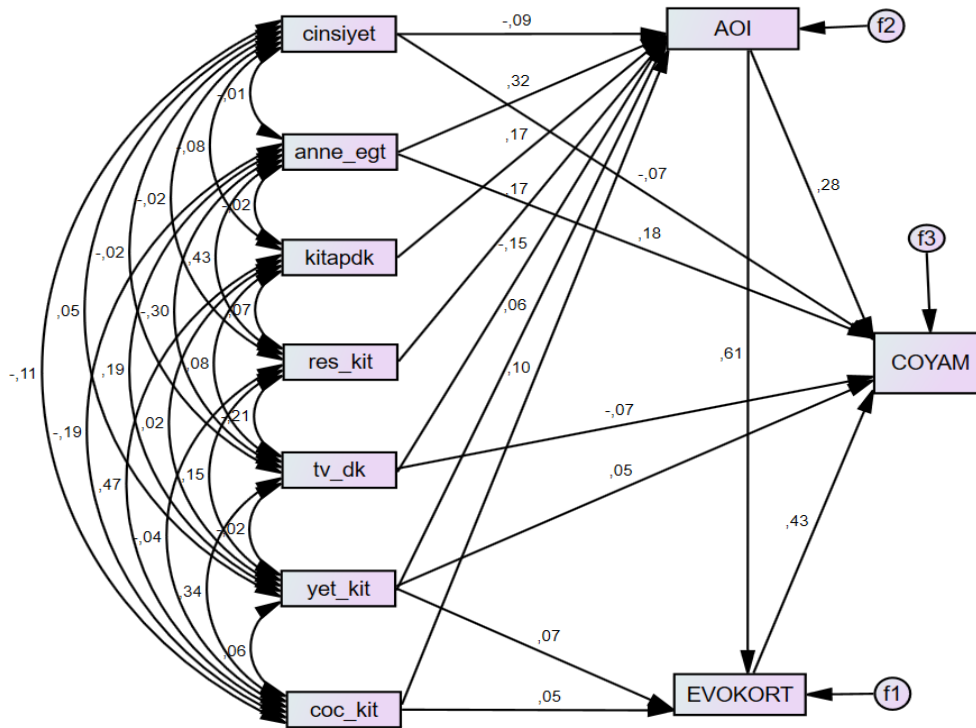 -,09
AOI
f2
cinsiyet
,32
-,01
,17
anne_egt
-,08
-,07
,17
,28
-,02
-,02
,18
f3
kitapdk
-,15
-,02
,43
,05
-,30
,07
,06
,61
res_kit
COYAM
-,11
,19
,08
,10
-,07
-,19
,02
-,21
tv_dk
,05
,47
,15
-,04
-,02
,43
yet_kit
,34
,07
,06
EVOKORT
f1
coc_kit
,05